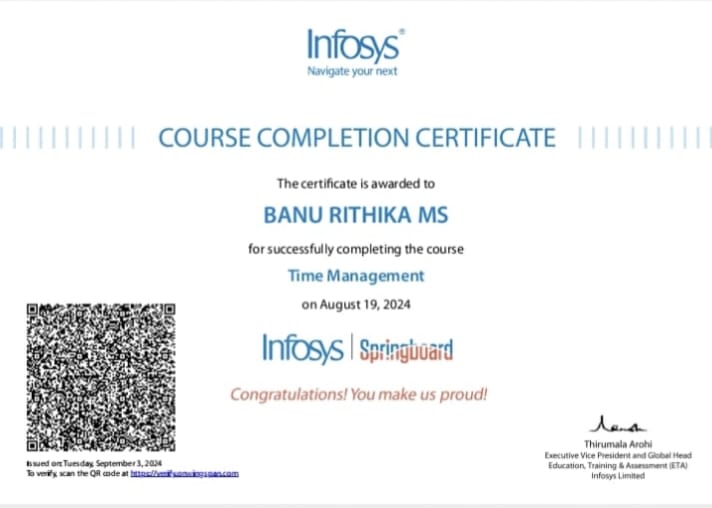 Infosys®
Navigate your next
COURSE COMPLETION CERTIFICATE
The certificate is awarded to
BANU RITHIKA MS
for successfully completing the course
Time Management
on August 19, 2024
Infosys | Springboard
Congratulations! You make us proud!
Issued on: Tuesday, September 3, 2024
To verify, scan the QR code at https://verify.onwingspan.com
Thirumala Arohi
Executive Vice President and Global Head
Education, Training & Assessment (ETA)
Infosys Limited